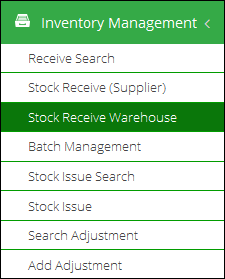 Inventory Management
Receive Search
Stock Receive (Supplier)
Stock Receive Warehouse
Batch Management
Stock Issue Search
Stock Issue
Search Adjustment
Add Adjustment